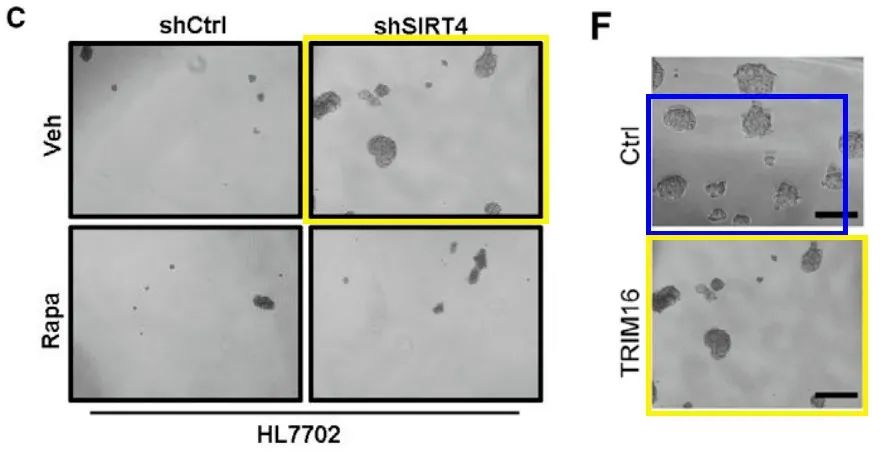 C
shCtrl shSIRT4
Veh
Rapa
HL7702
F
Ctrl
TRIM16